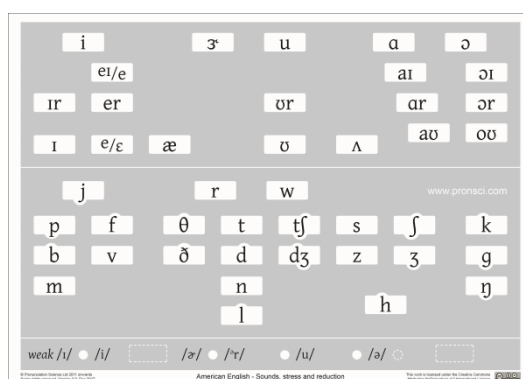 i ɝ u ɑ ɔ
eɪ/e aɪ ɔɪ
ɪr er ʊr ɑr ɔr
aʊ oʊ
ɪ e/ɛ æ ʊ ʌ
j r w www.pronsci.com
p f θ t tʃ s ʃ k
b v ð d dʒ z ʒ g
m n ŋ
l h
weak /ɪ/ /i/ /ɚ/ /ᵊr/ /u/ /ə/
American English - Sounds, stress and reduction